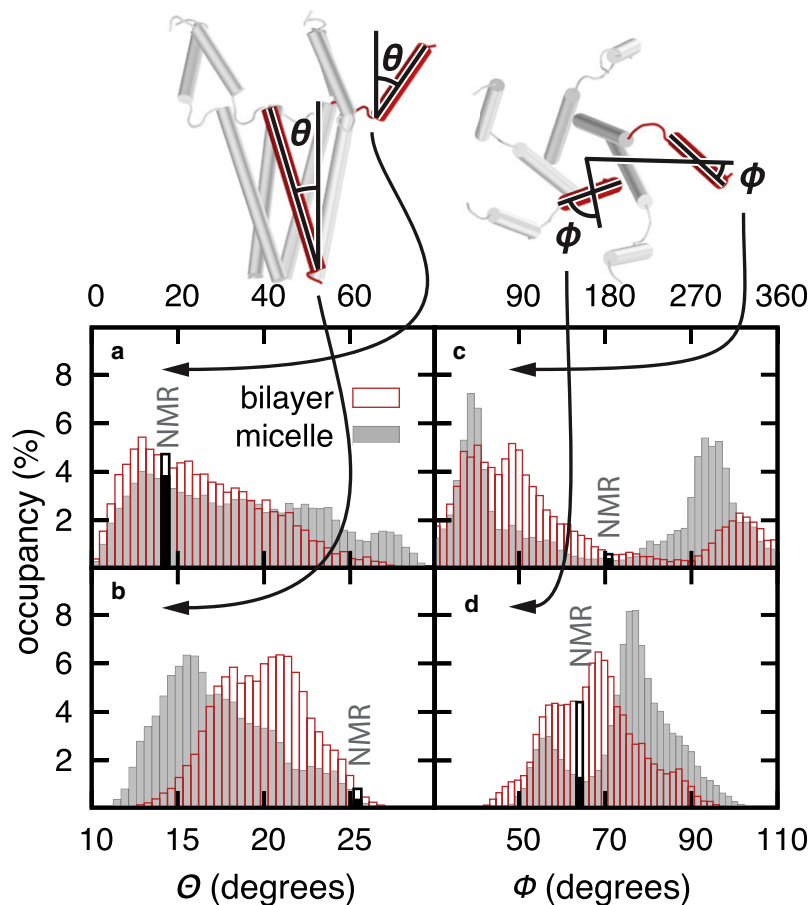 θ
θ
ϕ
ϕ
0 20 40 60 90 180 270 360
a c
8
6
4
2
NMR
bilayer
micelle
NMR
occupancy (%)
b d
8
6
4
2
NMR
NMR
10 15 20 25 50 70 90 110
Θ (degrees) Φ (degrees)